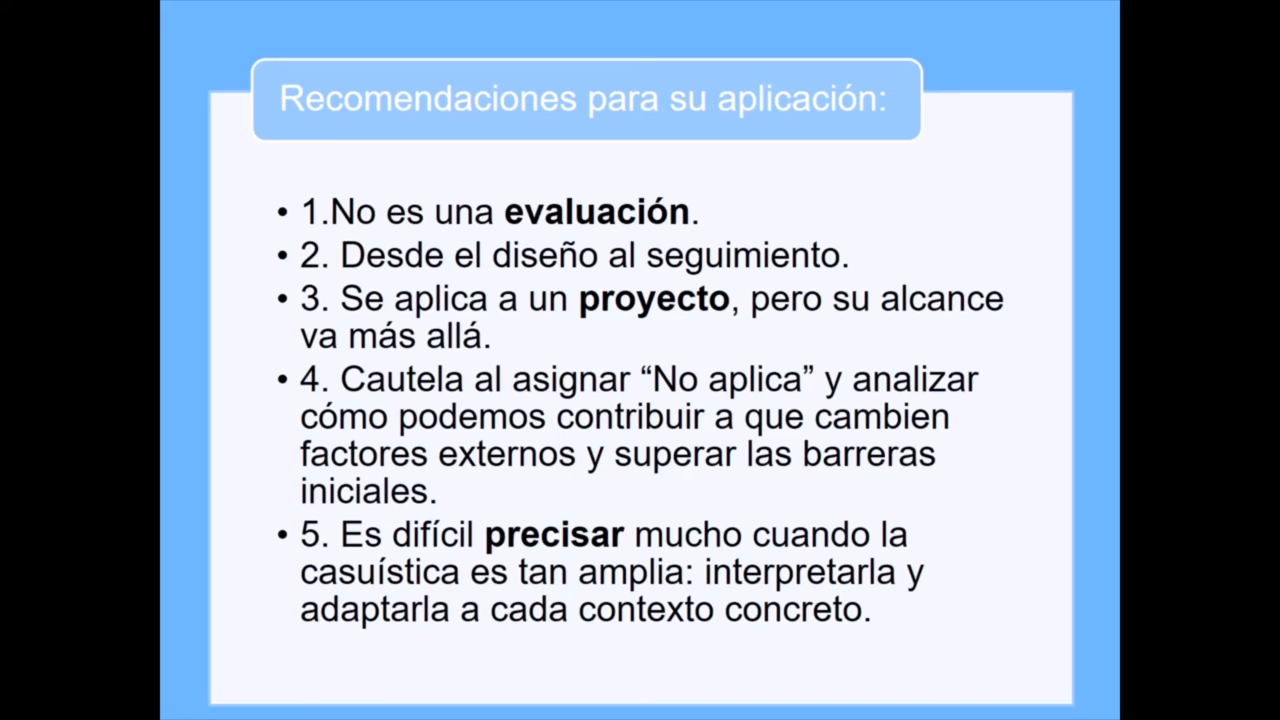 Recomendaciones para su aplicación:
• 1.No es una evaluación.
• 2. Desde el diseño al seguimiento.
• 3. Se aplica a un proyecto, pero su alcance
va más allá.
• 4. Cautela al asignar “No aplica” y analizar
cómo podemos contribuir a que cambien
factores externos y superar las barreras
iniciales.
• 5. Es difícil precisar mucho cuando la
casuística es tan amplia: interpretarla y
adaptarla a cada contexto concreto.